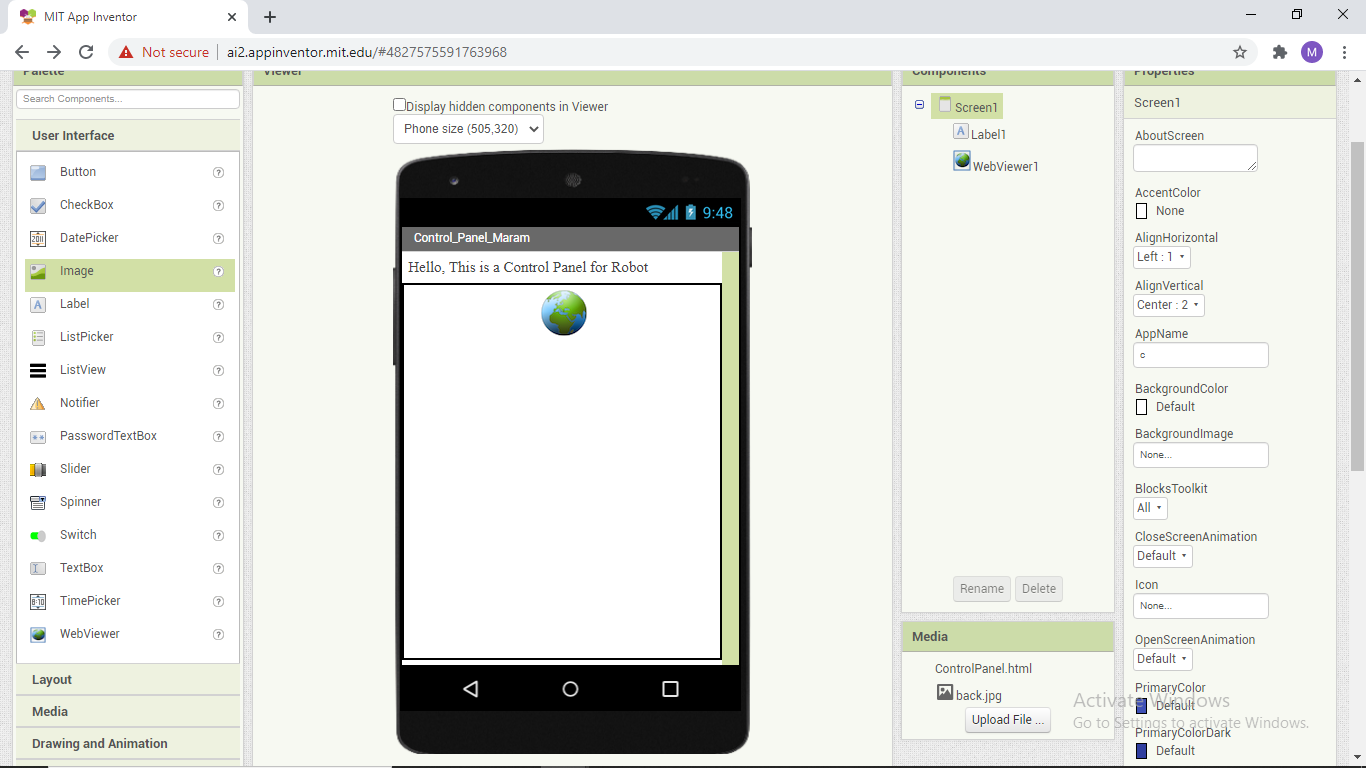 MIT App Inventor
Not secure
ai2.appinventor.mit.edu/#4827575591763968
M
Palette
Search Components...
User Interface
Button
?
CheckBox
?
DatePicker
?
Image
?
Label
?
ListPicker
?
ListView
?
Notifier
?
PasswordTextBox
?
Slider
?
Spinner
?
Switch
?
TextBox
?
TimePicker
?
WebViewer
?
Layout
Media
Drawing and Animation
Viewer
Display hidden components in Viewer
Phone size (505,320)
9:48
Control_Panel_Maram
Hello, This is a Control Panel for Robot
Components
Screen1
A Label1
WebViewer1
Rename Delete
Media
ControlPanel.html
back.jpg
Upload File ...
Properties
Screen1
AboutScreen
AccentColor
None
AlignHorizontal
Left : 1
AlignVertical
Center : 2
AppName
c
BackgroundColor
Default
BackgroundImage
None...
BlocksToolkit
All
CloseScreenAnimation
Default
Icon
None...
OpenScreenAnimation
Default
PrimaryColor
Default
PrimaryColorDark
Default
Activate Windows
Go to Settings to activate Windows.